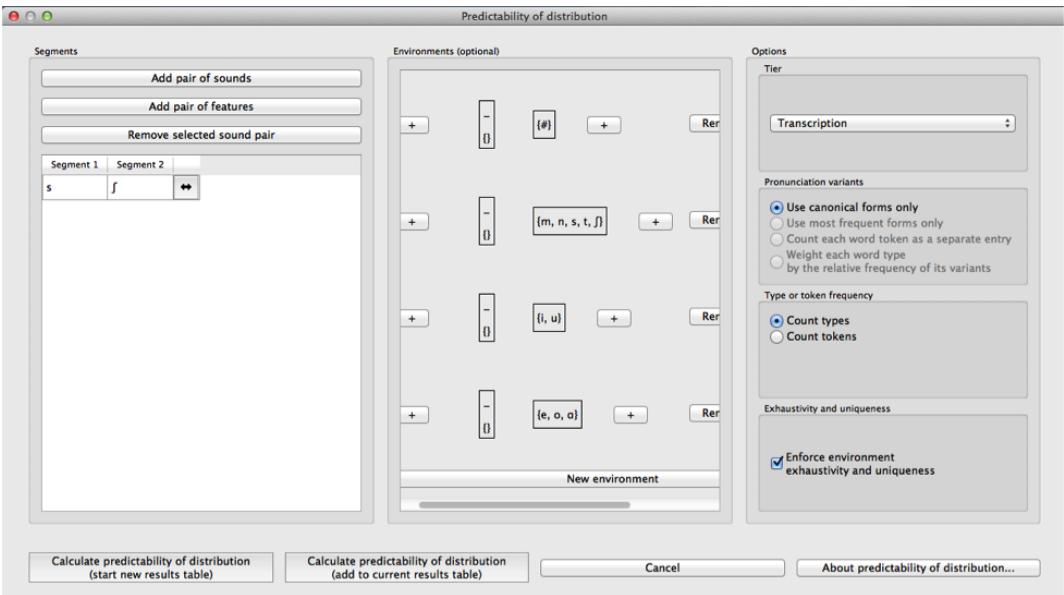 Predictability of distribution
Segments
Add pair of sounds
Add pair of features
Remove selected sound pair
Segment 1 Segment 2
s ʃ
Environments (optional)
+ _ {} {#} + Rer
+ _ {} {m, n, s, t, ʃ} + Rer
+ _ {} {i, u} + Rer
+ _ {} {e, o, ɑ} + Rer
New environment
Options
Tier
Transcription
Pronunciation variants
Use canonical forms only
Use most frequent forms only
Count each word token as a separate entry
Weight each word type
by the relative frequency of its variants
Type or token frequency
Count types
Count tokens
Exhaustivity and uniqueness
Enforce environment
exhaustivity and uniqueness
Calculate predictability of distribution
(start new results table)
Calculate predictability of distribution
(add to current results table)
Cancel
About predictability of distribution...